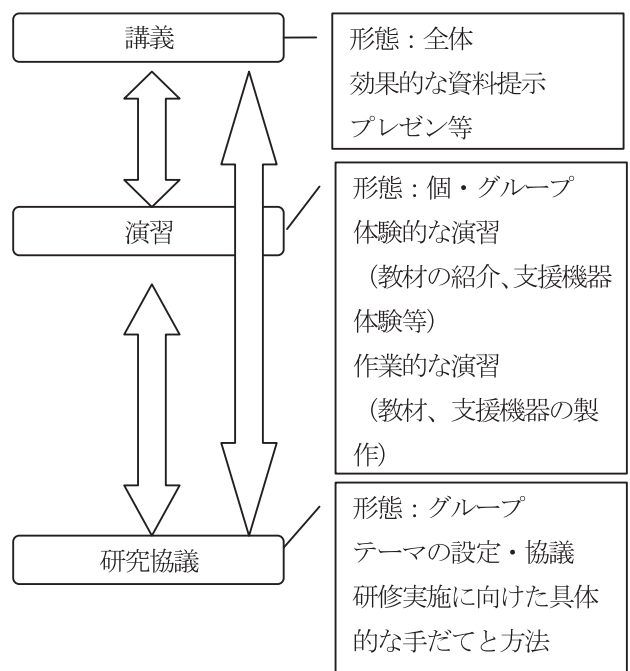 講義
形態：全体
効果的な資料提示
プレゼン等
演習
形態：個・グループ
体験的な演習
（教材の紹介、支援機器
体験等）
作業的な演習
（教材、支援機器の製
作）
研究協議
形態：グループ
テーマの設定・協議
研修実施に向けた具体
的な手だてと方法